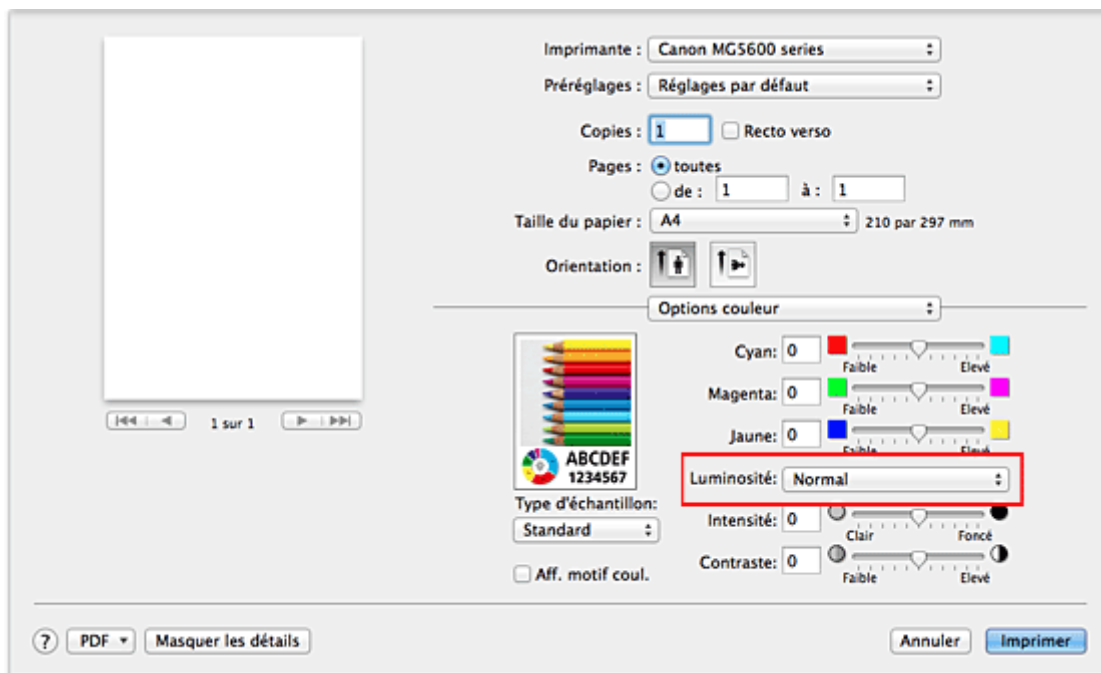 Imprimante : Canon MG5600 series
Préréglages : Réglages par défaut
Copies : 1 Recto verso
Pages : toutes
de : 1 à : 1
Taille du papier : A4 210 par 297 mm
Orientation :
Options couleur
1 sur 1
ABCDEF
1234567
Type d'échantillon:
Standard
Aff. motif coul.
Cyan: 0
Faible Elevé
Magenta: 0
Faible Elevé
Jaune: 0
Faible Elevé
Luminosité: Normal
Intensité: 0
Clair Foncé
Contraste: 0
Faible Elevé
? PDF Masquer les détails Annuler Imprimer